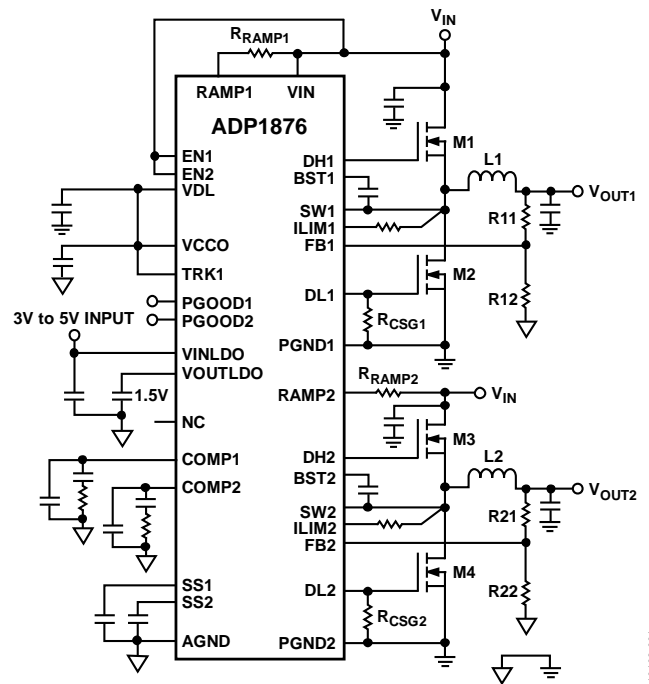 V_IN
R_RAMP1
RAMP1 VIN
ADP1876
M1
EN1
DH1
L1
EN2
BST1
VDL
V_OUT1
SW1
R11
ILIM1
VCCO
FB1
TRK1
M2
DL1
R12
PGOOD1
R_CSG1
3V to 5V INPUT
PGOOD2
VINLDO
PGND1
VOUTLDO
R_RAMP2
1.5V
RAMP2
V_IN
NC
M3
COMP1
DH2
L2
BST2
COMP2
V_OUT2
SW2
R21
ILIM2
FB2
M4
SS1
DL2
R22
SS2
R_CSG2
AGND
PGND2